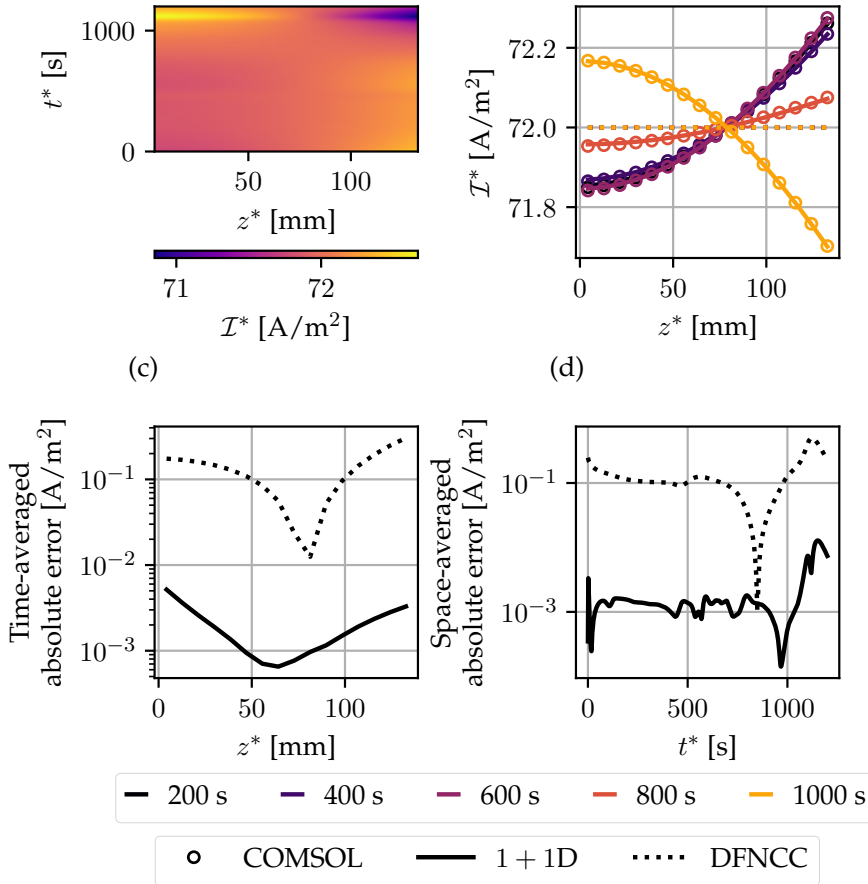 1000
0
t* [s]
50
100
z* [mm]
71
72
ℐ* [A/m²]
72.2
72.0
71.8
ℐ* [A/m²]
0
50
100
z* [mm]
(c)
(d)
Time-averaged
absolute error [A/m²]
10⁻¹
10⁻²
10⁻³
0
50
100
z* [mm]
Space-averaged
absolute error [A/m²]
10⁻¹
10⁻³
0
500
1000
t* [s]
200 s
400 s
600 s
800 s
1000 s
COMSOL
1 + 1D
DFNCC